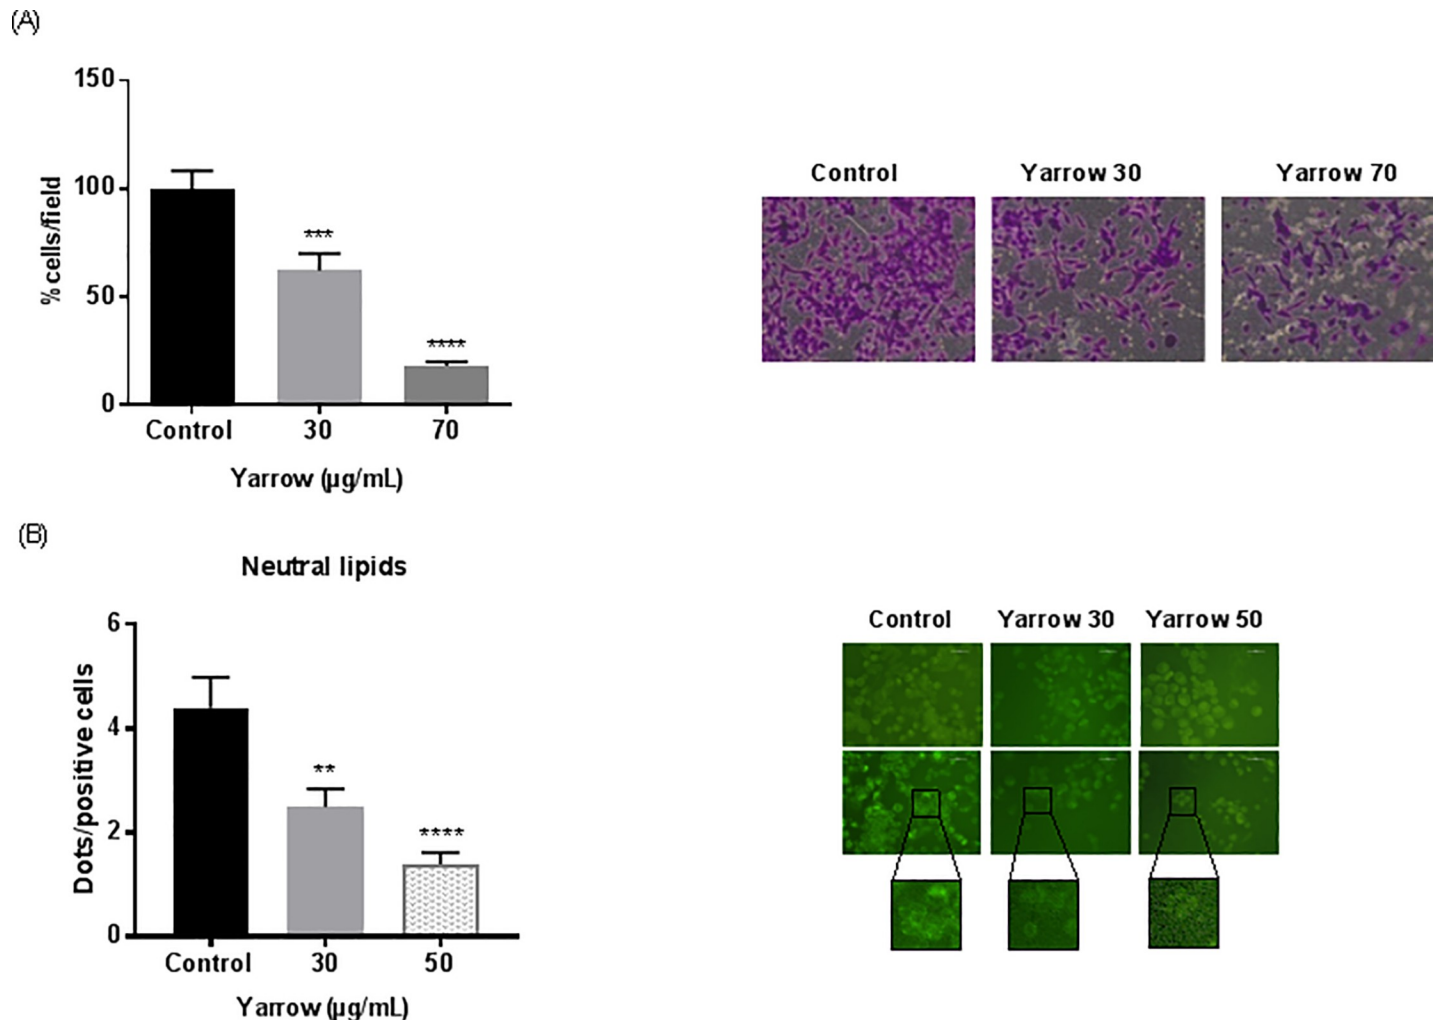 (A)
150
100
50
0
% cells/field
***
****
Control 30 70
Yarrow (µg/mL)
Control Yarrow 30 Yarrow 70
(B)
Neutral lipids
6
4
2
0
Dots/positive cells
**
****
Control 30 50
Yarrow (µg/mL)
Control Yarrow 30 Yarrow 50